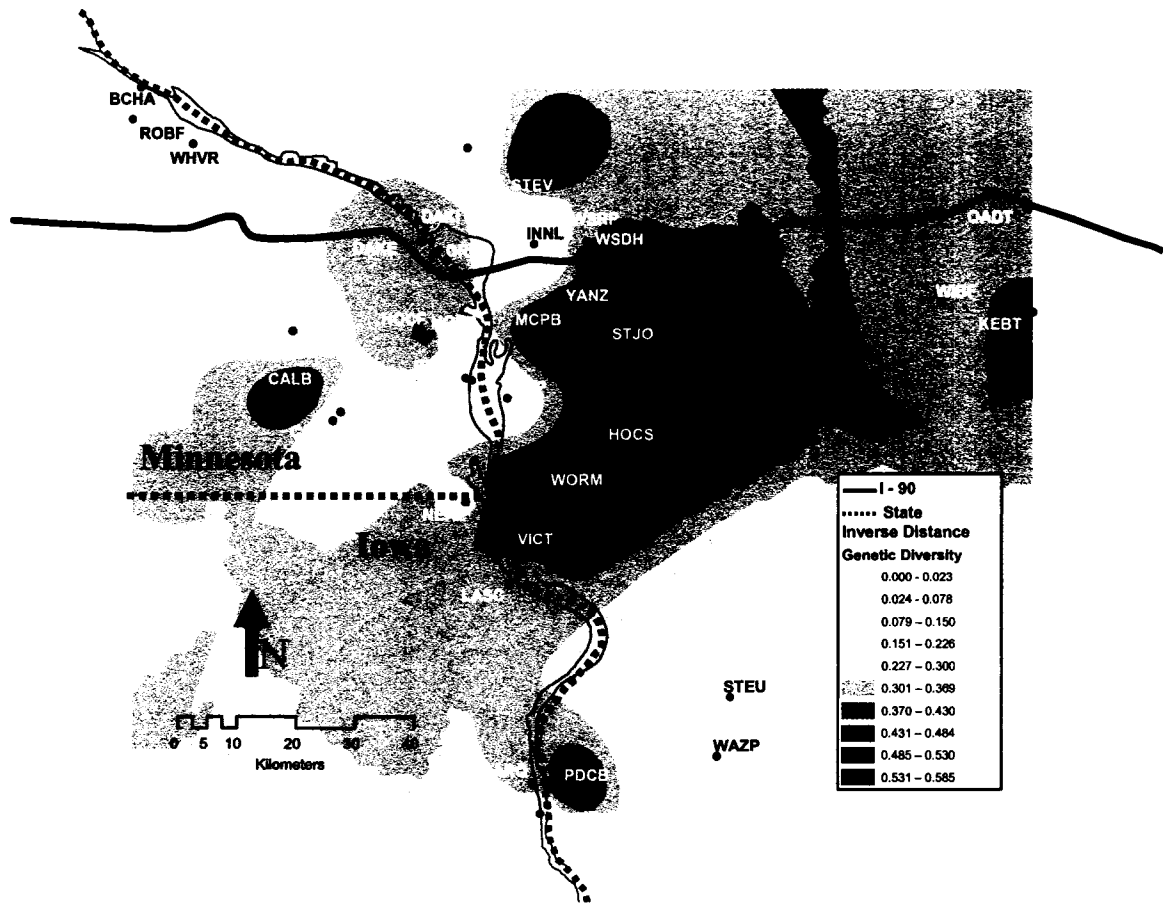 BCHA
ROBF
WHVR
STEV
INNL
WSRP
WSDH
OADT
YANZ
MCPB
STJO
KEBT
CALB
HOCS
Minnesota
WORM
Iowa
VICT
LASG
N
STEU
WAZP
PDCB
0 5 10 20 30 40
Kilometers
I - 90
State
Inverse Distance
Genetic Diversity
0.000 - 0.023
0.024 - 0.078
0.079 - 0.150
0.151 - 0.226
0.227 - 0.300
0.301 - 0.369
0.370 - 0.430
0.431 - 0.484
0.485 - 0.530
0.531 - 0.585